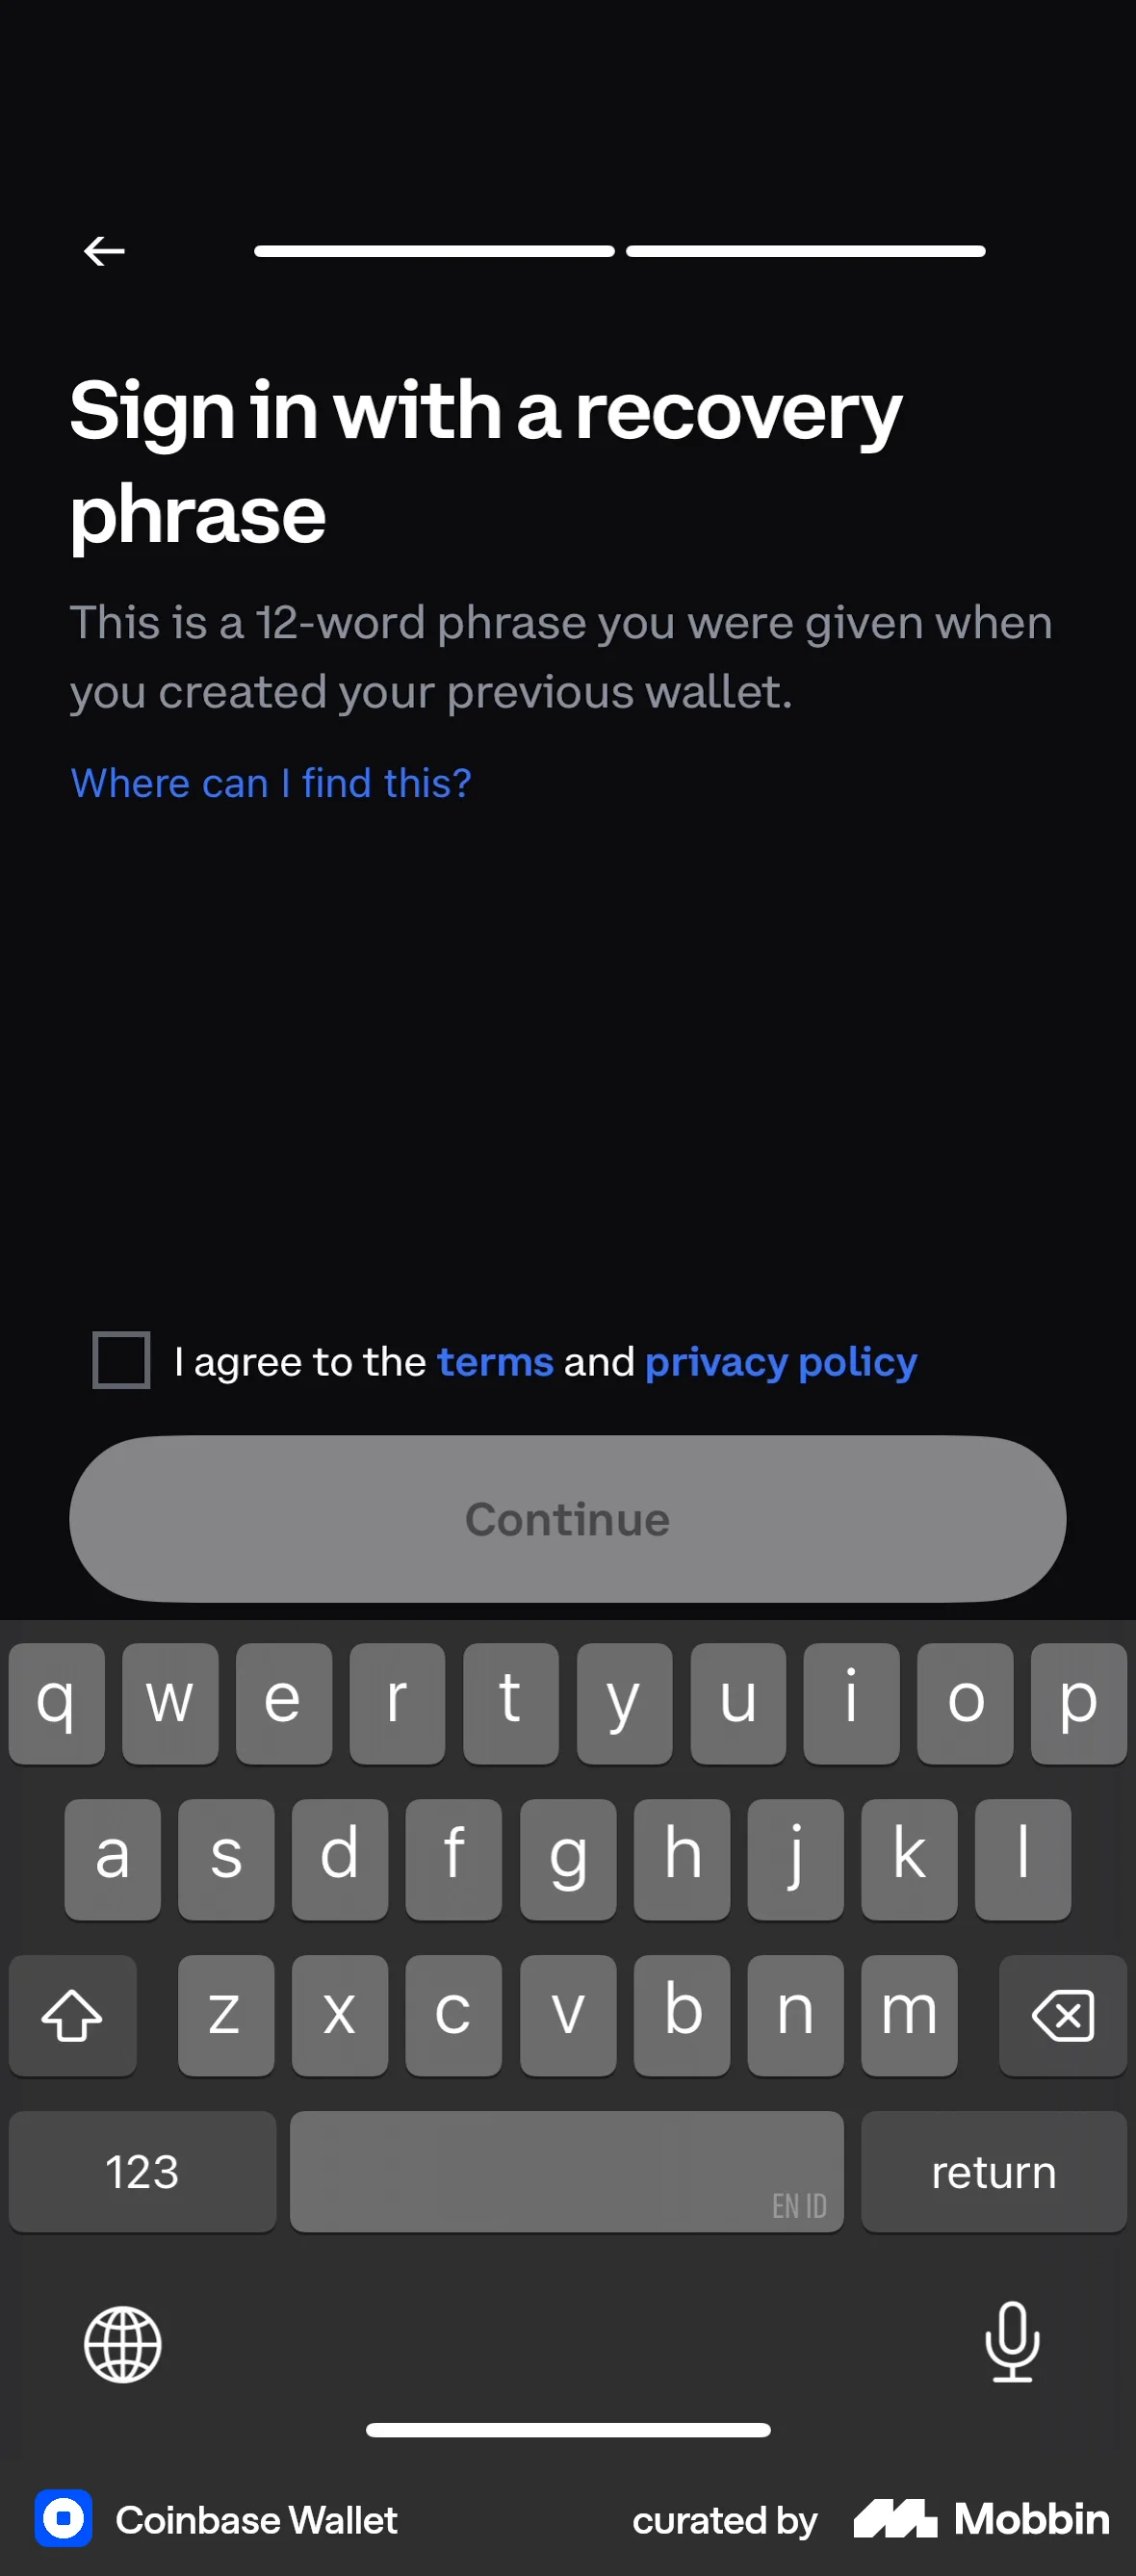 Sign in with a recovery
phrase
This is a 12-word phrase you were given when
you created your previous wallet.
Where can I find this?
I agree to the terms and privacy policy
Continue
q w e r t y u i o p
a s d f g h j k l
z x c v b n m
123 return
EN ID
Coinbase Wallet curated by Mobbin